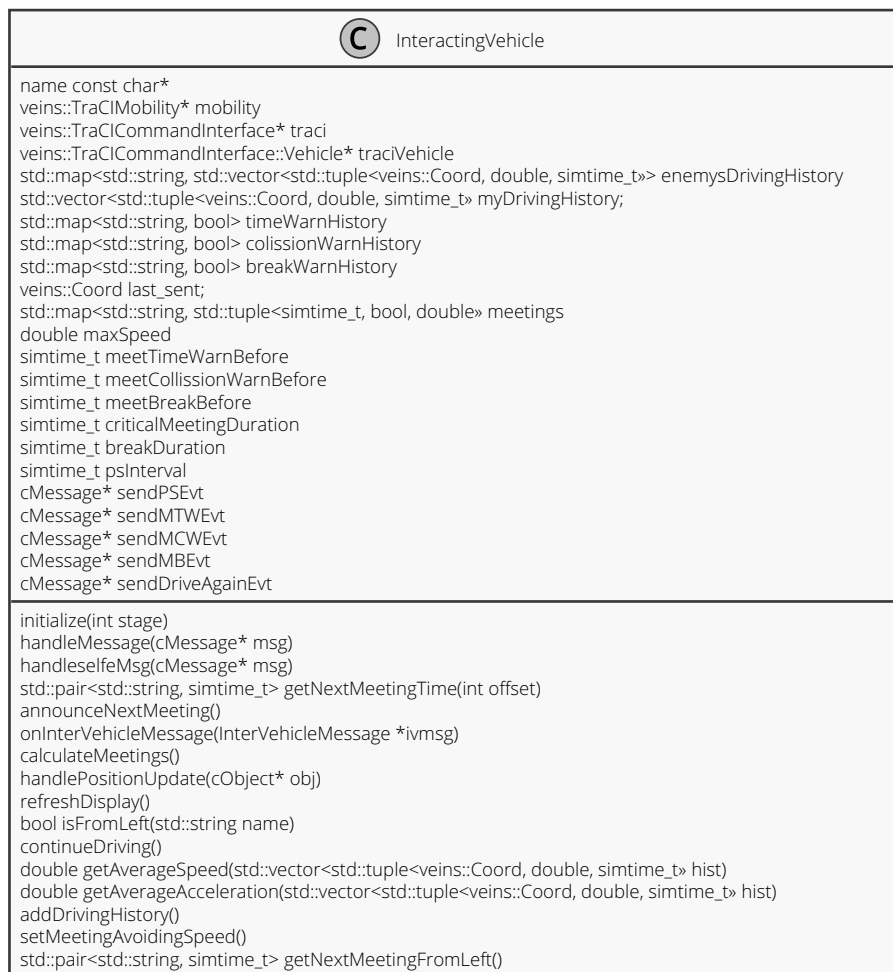 C InteractingVehicle
name const char*
veins::TraCIMobility* mobility
veins::TraCICommandInterface* traci
veins::TraCICommandInterface::Vehicle* traciVehicle
std::map<std::string, std::vector<std::tuple<veins::Coord, double, simtime_t»> enemysDrivingHistory
std::vector<std::tuple<veins::Coord, double, simtime_t» myDrivingHistory;
std::map<std::string, bool> timeWarnHistory
std::map<std::string, bool> colissionWarnHistory
std::map<std::string, bool> breakWarnHistory
veins::Coord last_sent;
std::map<std::string, std::tuple<simtime_t, bool, double» meetings
double maxSpeed
simtime_t meetTimeWarnBefore
simtime_t meetCollissionWarnBefore
simtime_t meetBreakBefore
simtime_t criticalMeetingDuration
simtime_t breakDuration
simtime_t psInterval
cMessage* sendPSEvt
cMessage* sendMTWEvt
cMessage* sendMCWEvt
cMessage* sendMBEvt
cMessage* sendDriveAgainEvt
initialize(int stage)
handleMessage(cMessage* msg)
handleselfeMsg(cMessage* msg)
std::pair<std::string, simtime_t> getNextMeetingTime(int offset)
announceNextMeeting()
onInterVehicleMessage(InterVehicleMessage *ivmsg)
calculateMeetings()
handlePositionUpdate(cObject* obj)
refreshDisplay()
bool isFromLeft(std::string name)
continueDriving()
double getAverageSpeed(std::vector<std::tuple<veins::Coord, double, simtime_t» hist)
double getAverageAcceleration(std::vector<std::tuple<veins::Coord, double, simtime_t» hist)
addDrivingHistory()
setMeetingAvoidingSpeed()
std::pair<std::string, simtime_t> getNextMeetingFromLeft()